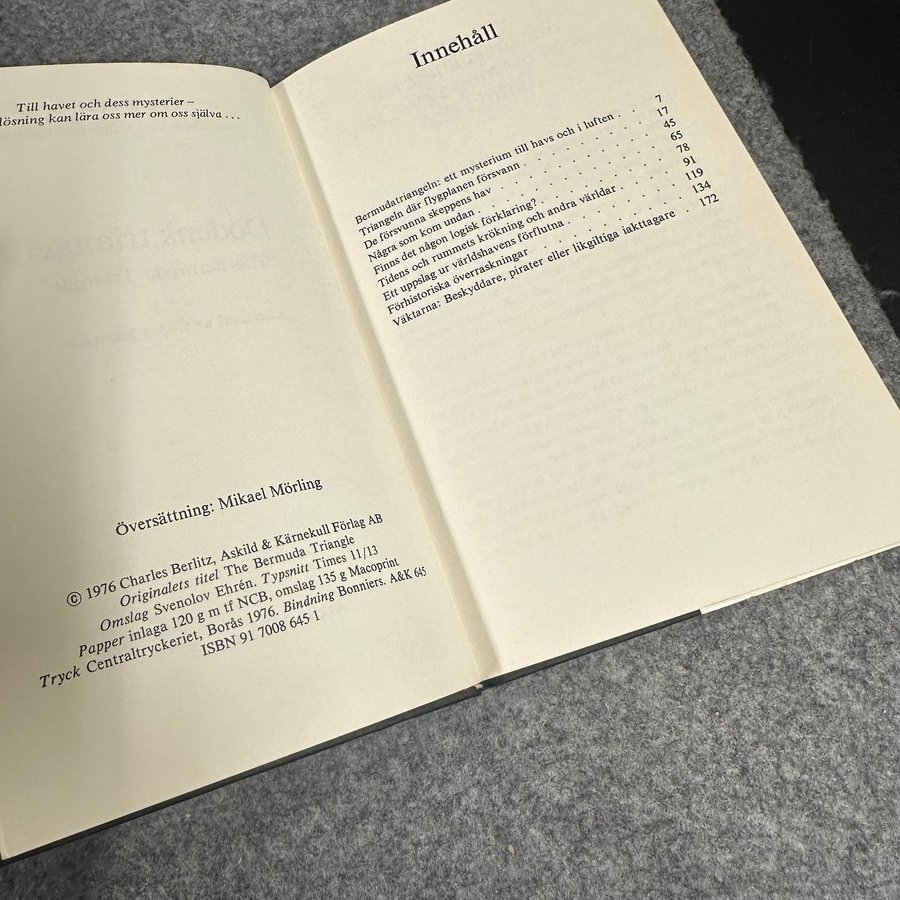 Till havet och dess mysterier –
lösning kan lära oss mer om oss själva . . .
Översättning: Mikael Mörling
© 1976 Charles Berlitz, Askild & Kärnekull Förlag AB
Originalets titel The Bermuda Triangle
Omslag Svenolov Ehrén. Typsnitt Times 11/13
Papper inlaga 120 g m tf NCB, omslag 135 g Macoprint
Tryck Centraltryckeriet, Borås 1976. Bindning Bonniers. A&K 645
ISBN 91 7008 645 1
Innehåll
Bermudatriangeln: ett mysterium till havs och i luften . . 7
Triangeln där flygplanen försvann . . . . . . . . 17
De försvunna skeppens hav . . . . . . . . 45
Några som kom undan . . . . . . . . 65
Finns det någon logisk förklaring? . . . . . . . . 78
Tidens och rummets krökning och andra världar . . . . 91
Ett uppslag ur världshavens förflutna . . . . . . 119
Förhistoriska överraskningar . . . . . . . . 134
Väktarna: Beskyddare, pirater eller likgiltiga iakttagare . . 172